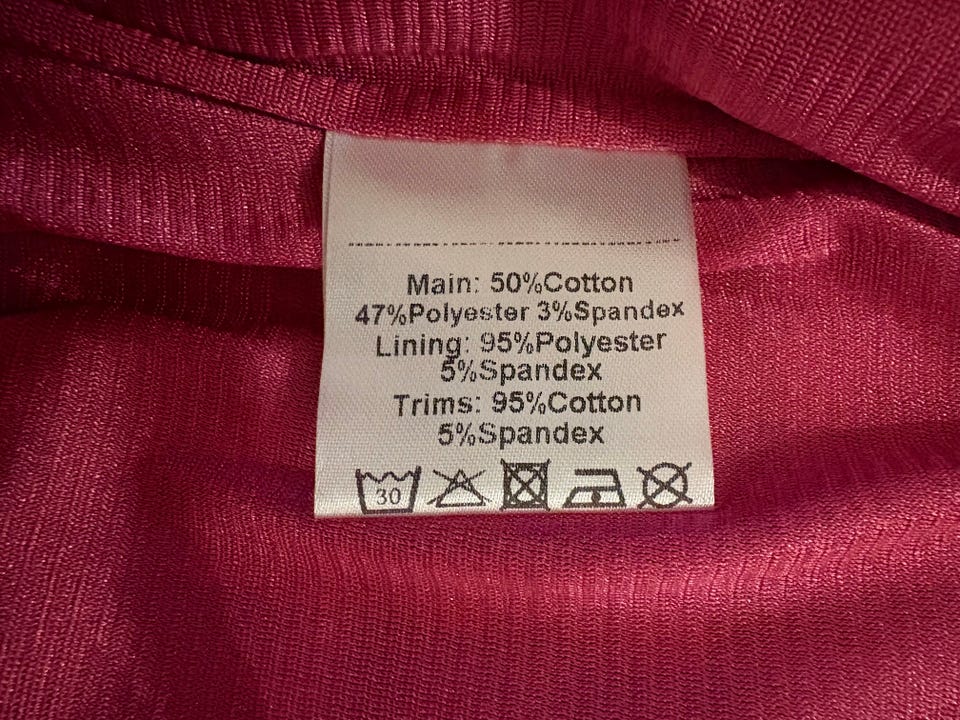 Main: 50%Cotton
47%Polyester 3%Spandex
Lining: 95%Polyester
5%Spandex
Trims: 95%Cotton
5%Spandex
30